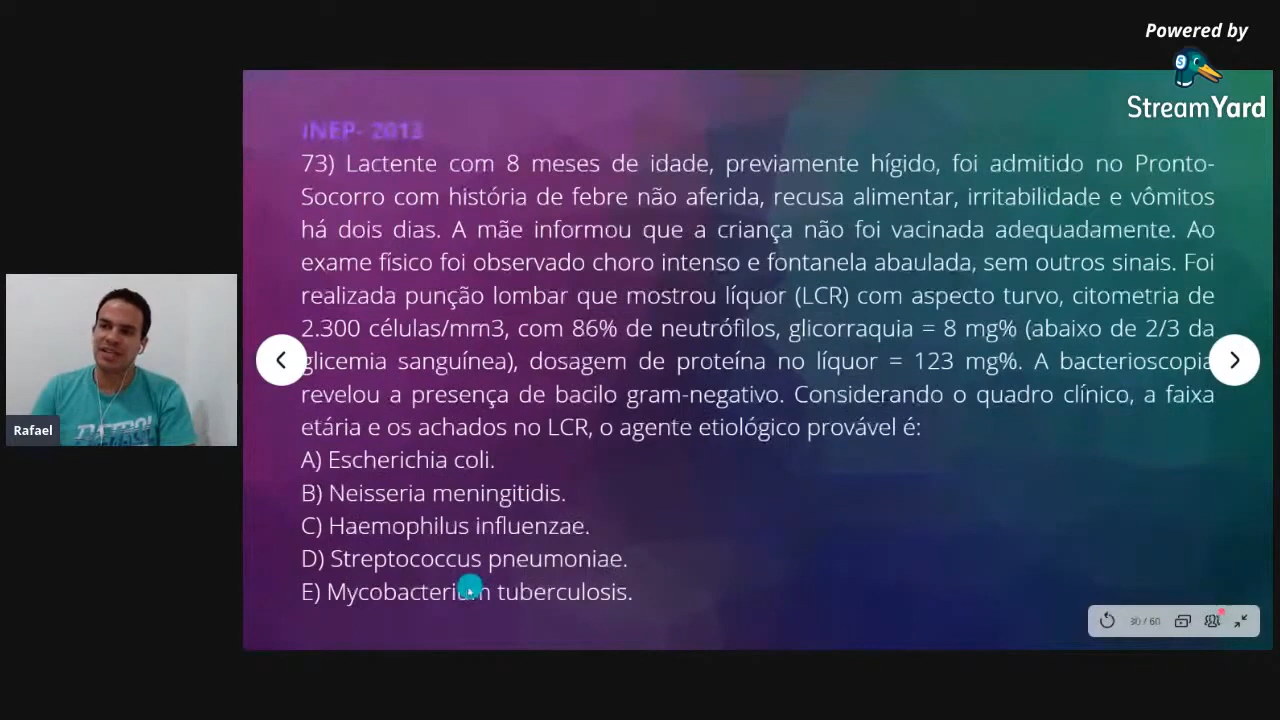 Powered by
StreamYard
INEP- 2013
73) Lactente com 8 meses de idade, previamente hígido, foi admitido no Pronto-
Socorro com história de febre não aferida, recusa alimentar, irritabilidade e vômitos
há dois dias. A mãe informou que a criança não foi vacinada adequadamente. Ao
exame físico foi observado choro intenso e fontanela abaulada, sem outros sinais. Foi
realizada punção lombar que mostrou líquor (LCR) com aspecto turvo, citometria de
2.300 células/mm3, com 86% de neutrófilos, glicorraquia = 8 mg% (abaixo de 2/3 da
glicemia sanguínea), dosagem de proteína no líquor = 123 mg%. A bacterioscopia
revelou a presença de bacilo gram-negativo. Considerando o quadro clínico, a faixa
etária e os achados no LCR, o agente etiológico provável é:
A) Escherichia coli.
B) Neisseria meningitidis.
C) Haemophilus influenzae.
D) Streptococcus pneumoniae.
E) Mycobacterium tuberculosis.
Rafael
30 / 60